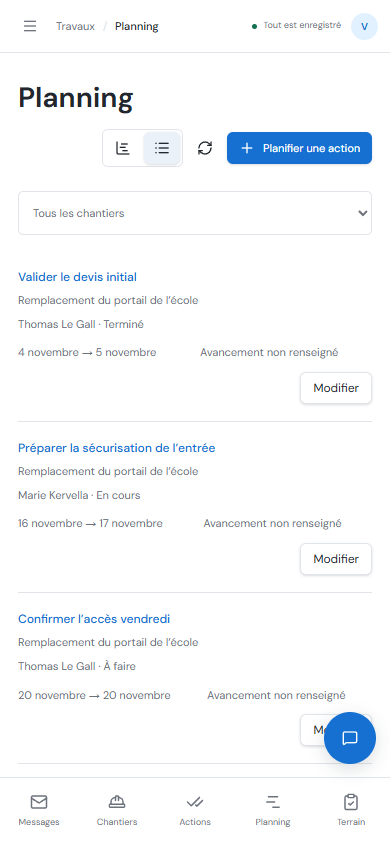 Travaux / Planning
Tout est enregistré
V
Planning
Planifier une action
Tous les chantiers
Valider le devis initial
Remplacement du portail de l'école
Thomas Le Gall · Terminé
4 novembre → 5 novembre
Avancement non renseigné
Modifier
Préparer la sécurisation de l'entrée
Remplacement du portail de l'école
Marie Kervella · En cours
16 novembre → 17 novembre
Avancement non renseigné
Modifier
Confirmer l'accès vendredi
Remplacement du portail de l'école
Thomas Le Gall · À faire
20 novembre → 20 novembre
Avancement non renseigné
Messages
Chantiers
Actions
Planning
Terrain